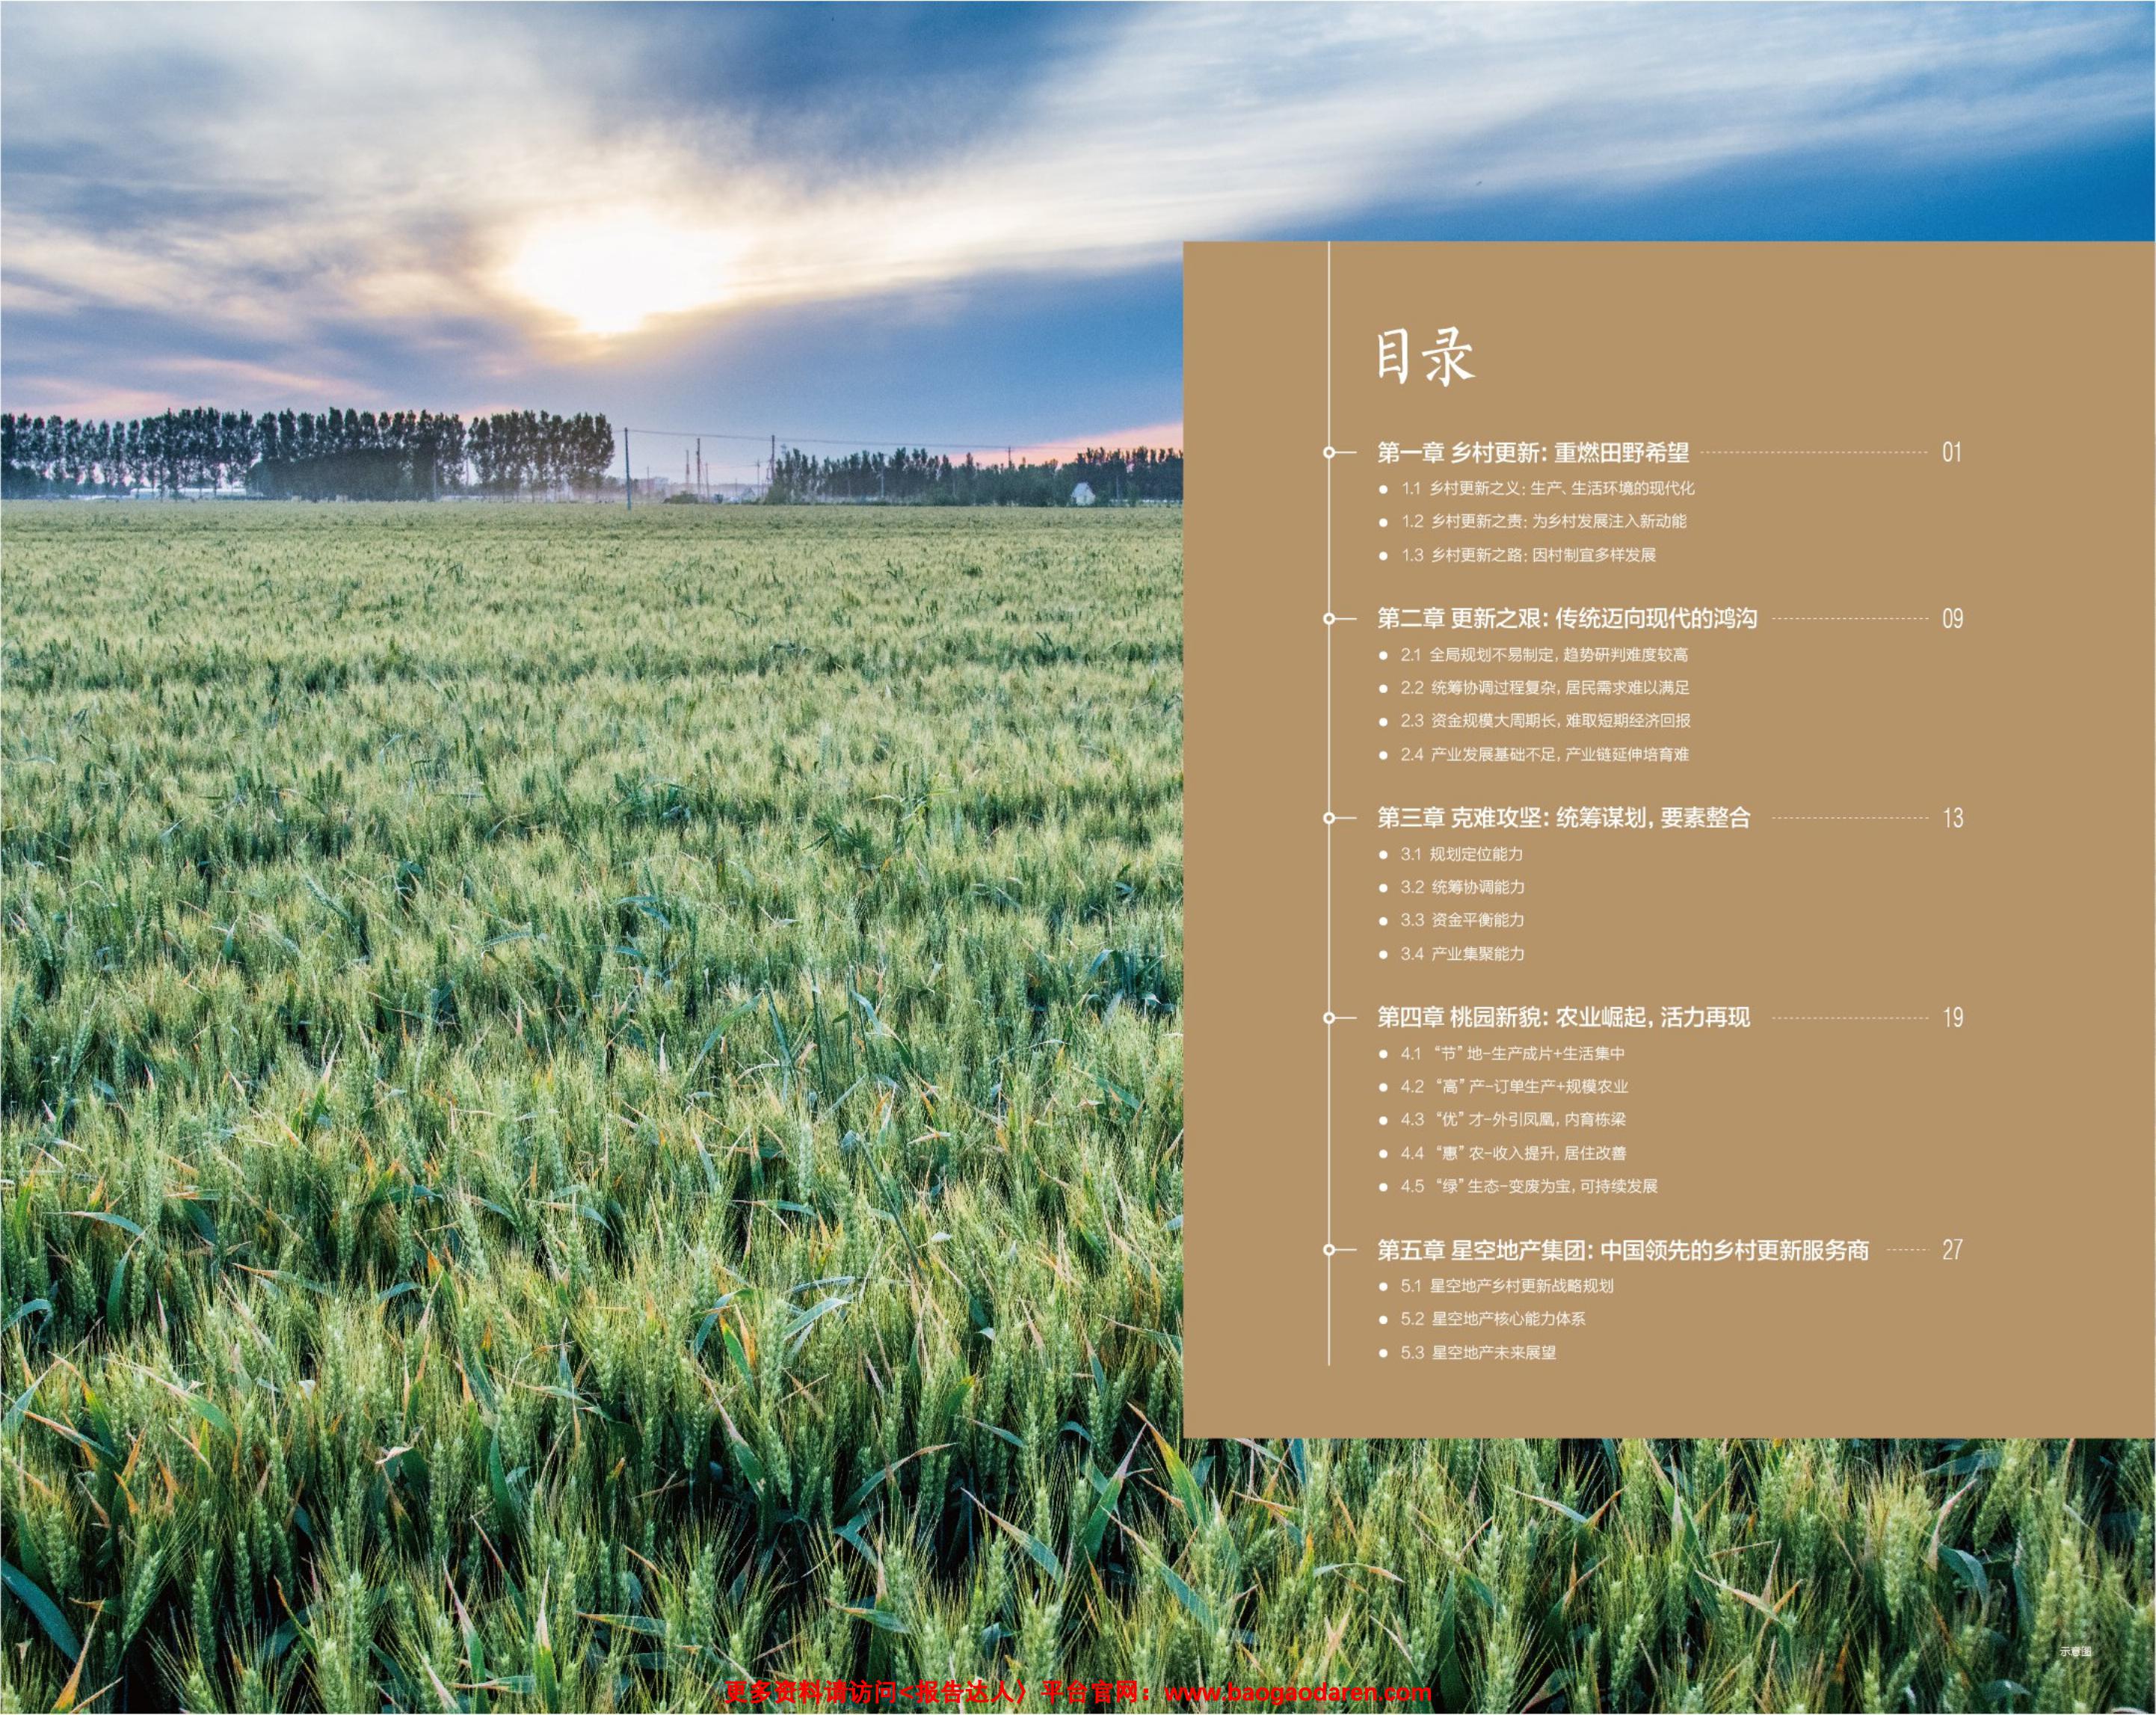 目录
第一章 乡村更新：重燃田野希望 01
1.1 乡村更新之义：生产、生活环境的现代化
1.2 乡村更新之责：为乡村发展注入新动能
1.3 乡村更新之路：因村制宜多样发展
第二章 更新之艰：传统迈向现代的鸿沟 09
2.1 全局规划不易制定，趋势研判难度较高
2.2 统筹协调过程复杂，居民需求难以满足
2.3 资金规模大周期长，难取短期经济回报
2.4 产业发展基础不足，产业链延伸培育难
第三章 克难攻坚：统筹谋划，要素整合 13
3.1 规划定位能力
3.2 统筹协调能力
3.3 资金平衡能力
3.4 产业集聚能力
第四章 桃园新貌：农业崛起，活力再现 19
4.1 “节”地-生产成片+生活集中
4.2 “高”产-订单生产+规模农业
4.3 “优”才-外引凤凰，内育栋梁
4.4 “惠”农-收入提升，居住改善
4.5 “绿”生态-变废为宝，可持续发展
第五章 星空地产集团：中国领先的乡村更新服务商 27
5.1 星空地产乡村更新战略规划
5.2 星空地产核心能力体系
5.3 星空地产未来展望
示意图
更多资料请访问<报告达人〉平台官网：www.baogaodaren.com